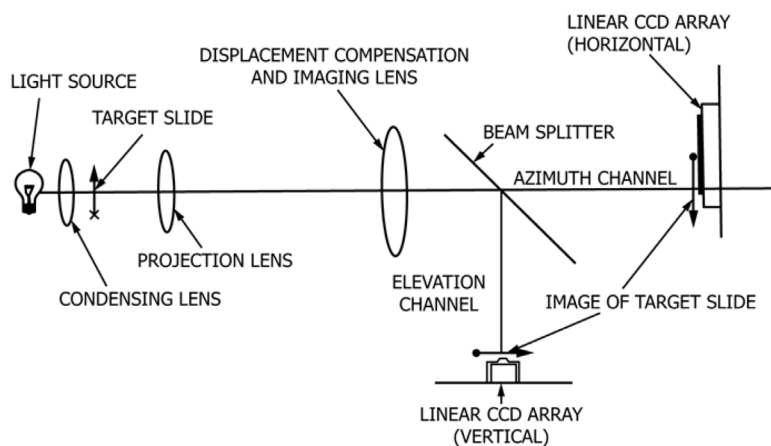 LINEAR CCD ARRAY
(HORIZONTAL)
DISPLACEMENT COMPENSATION
AND IMAGING LENS
LIGHT SOURCE
TARGET SLIDE
BEAM SPLITTER
AZIMUTH CHANNEL
PROJECTION LENS
CONDENSING LENS
ELEVATION
CHANNEL
IMAGE OF TARGET SLIDE
LINEAR CCD ARRAY
(VERTICAL)